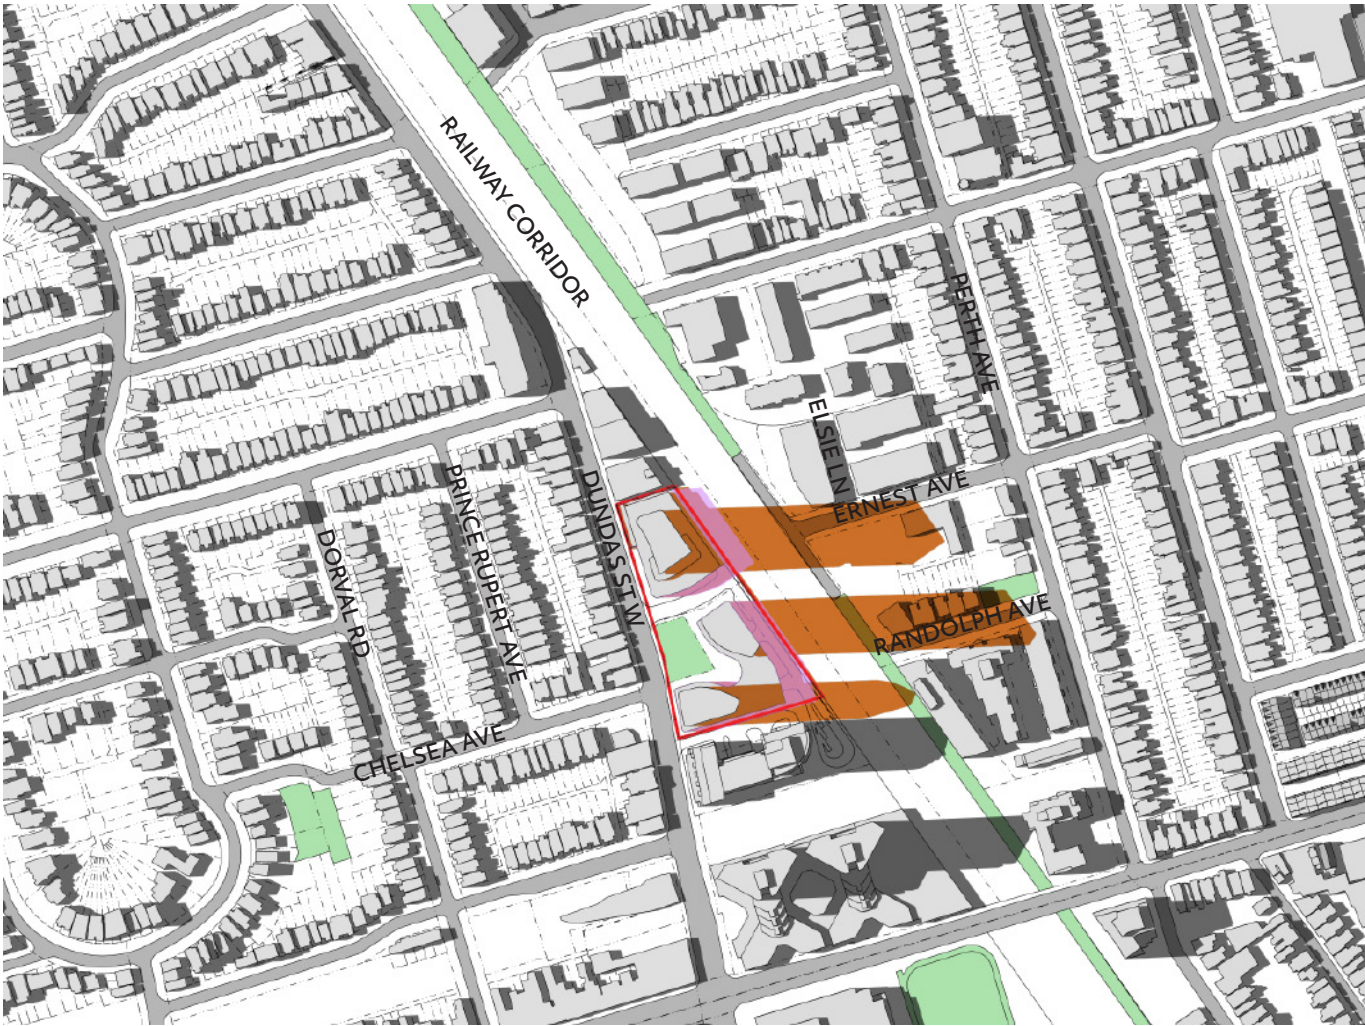 RAILWAY CORRIDOR
PERTH AVE
ELSIE LN
ERNEST AVE
PRINCE RUPERT AVE
DUNDAS ST W
DORVAL RD
RANDOLPH AVE
CHELSEA AVE